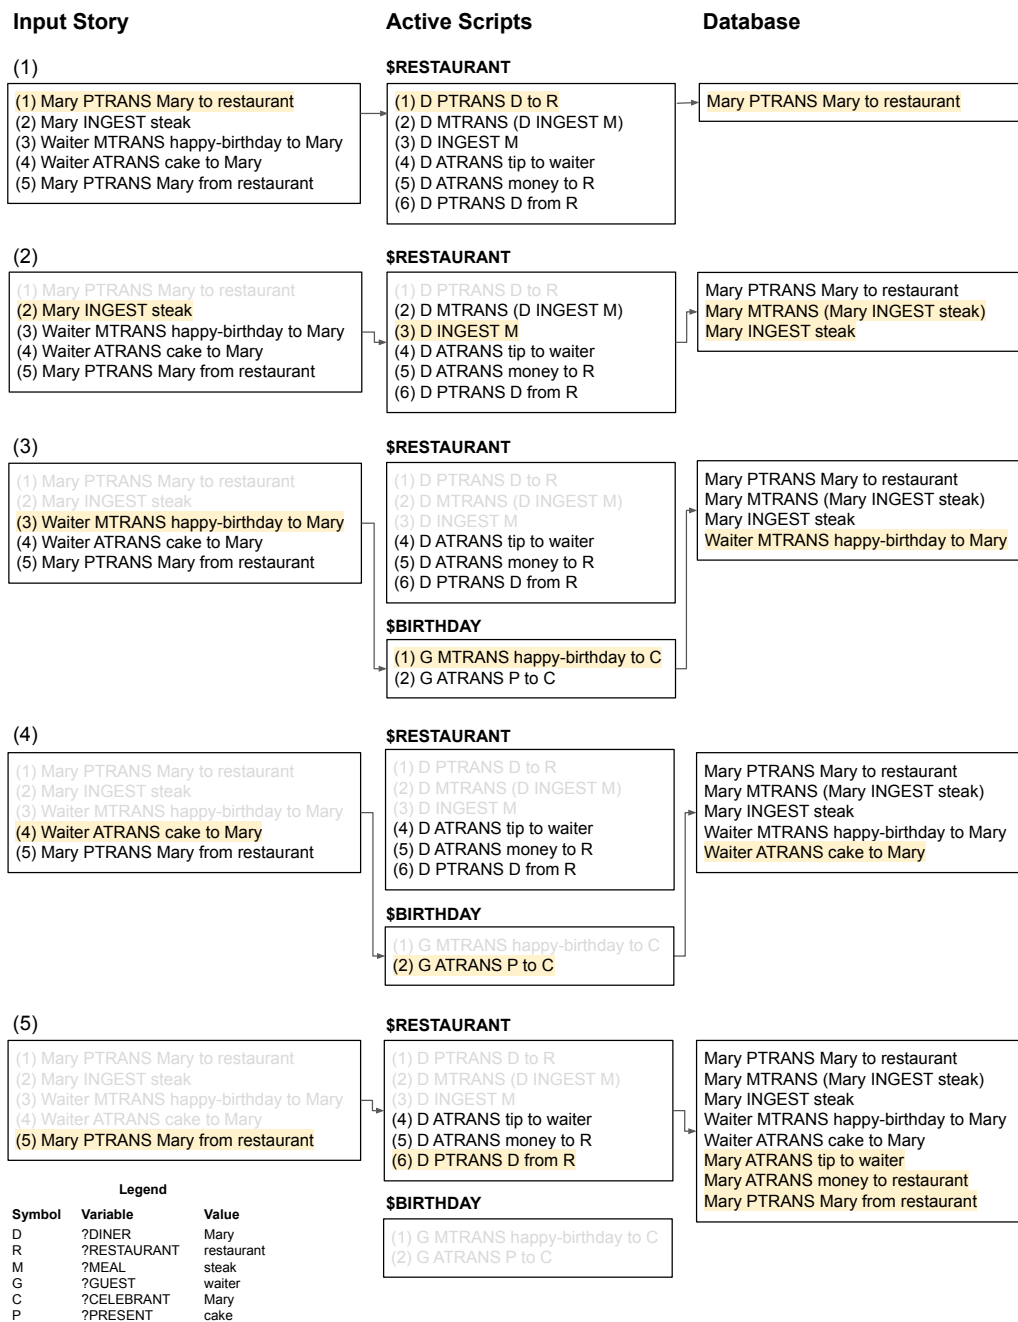 Input Story
Active Scripts
Database
(1)
$RESTAURANT
(1) Mary PTRANS Mary to restaurant
(2) Mary INGEST steak
(3) Waiter MTRANS happy-birthday to Mary
(4) Waiter ATRANS cake to Mary
(5) Mary PTRANS Mary from restaurant
(1) D PTRANS D to R
(2) D MTRANS (D INGEST M)
(3) D INGEST M
(4) D ATRANS tip to waiter
(5) D ATRANS money to R
(6) D PTRANS D from R
Mary PTRANS Mary to restaurant
(2)
$RESTAURANT
(1) Mary PTRANS Mary to restaurant
(2) Mary INGEST steak
(3) Waiter MTRANS happy-birthday to Mary
(4) Waiter ATRANS cake to Mary
(5) Mary PTRANS Mary from restaurant
(1) D PTRANS D to R
(2) D MTRANS (D INGEST M)
(3) D INGEST M
(4) D ATRANS tip to waiter
(5) D ATRANS money to R
(6) D PTRANS D from R
Mary PTRANS Mary to restaurant
Mary MTRANS (Mary INGEST steak)
Mary INGEST steak
(3)
$RESTAURANT
(1) Mary PTRANS Mary to restaurant
(2) Mary INGEST steak
(3) Waiter MTRANS happy-birthday to Mary
(4) Waiter ATRANS cake to Mary
(5) Mary PTRANS Mary from restaurant
(1) D PTRANS D to R
(2) D MTRANS (D INGEST M)
(3) D INGEST M
(4) D ATRANS tip to waiter
(5) D ATRANS money to R
(6) D PTRANS D from R
$BIRTHDAY
(1) G MTRANS happy-birthday to C
(2) G ATRANS P to C
Mary PTRANS Mary to restaurant
Mary MTRANS (Mary INGEST steak)
Mary INGEST steak
Waiter MTRANS happy-birthday to Mary
(4)
$RESTAURANT
(1) Mary PTRANS Mary to restaurant
(2) Mary INGEST steak
(3) Waiter MTRANS happy-birthday to Mary
(4) Waiter ATRANS cake to Mary
(5) Mary PTRANS Mary from restaurant
(1) D PTRANS D to R
(2) D MTRANS (D INGEST M)
(3) D INGEST M
(4) D ATRANS tip to waiter
(5) D ATRANS money to R
(6) D PTRANS D from R
$BIRTHDAY
(1) G MTRANS happy-birthday to C
(2) G ATRANS P to C
Mary PTRANS Mary to restaurant
Mary MTRANS (Mary INGEST steak)
Mary INGEST steak
Waiter MTRANS happy-birthday to Mary
Waiter ATRANS cake to Mary
(5)
$RESTAURANT
(1) Mary PTRANS Mary to restaurant
(2) Mary INGEST steak
(3) Waiter MTRANS happy-birthday to Mary
(4) Waiter ATRANS cake to Mary
(5) Mary PTRANS Mary from restaurant
(1) D PTRANS D to R
(2) D MTRANS (D INGEST M)
(3) D INGEST M
(4) D ATRANS tip to waiter
(5) D ATRANS money to R
(6) D PTRANS D from R
$BIRTHDAY
(1) G MTRANS happy-birthday to C
(2) G ATRANS P to C
Mary PTRANS Mary to restaurant
Mary MTRANS (Mary INGEST steak)
Mary INGEST steak
Waiter MTRANS happy-birthday to Mary
Waiter ATRANS cake to Mary
Mary ATRANS tip to waiter
Mary ATRANS money to restaurant
Mary PTRANS Mary from restaurant
Legend
Symbol Variable Value
D ?DINER Mary
R ?RESTAURANT restaurant
M ?MEAL steak
G ?GUEST waiter
C ?CELEBRANT Mary
P ?PRESENT cake